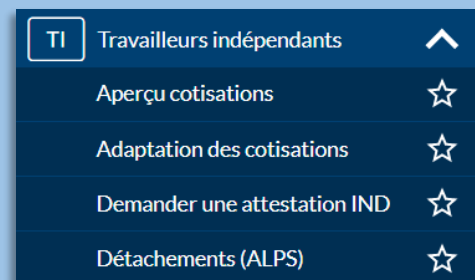 TI Travailleurs indépendants
Aperçu cotisations
Adaptation des cotisations
Demander une attestation IND
Détachements (ALPS)